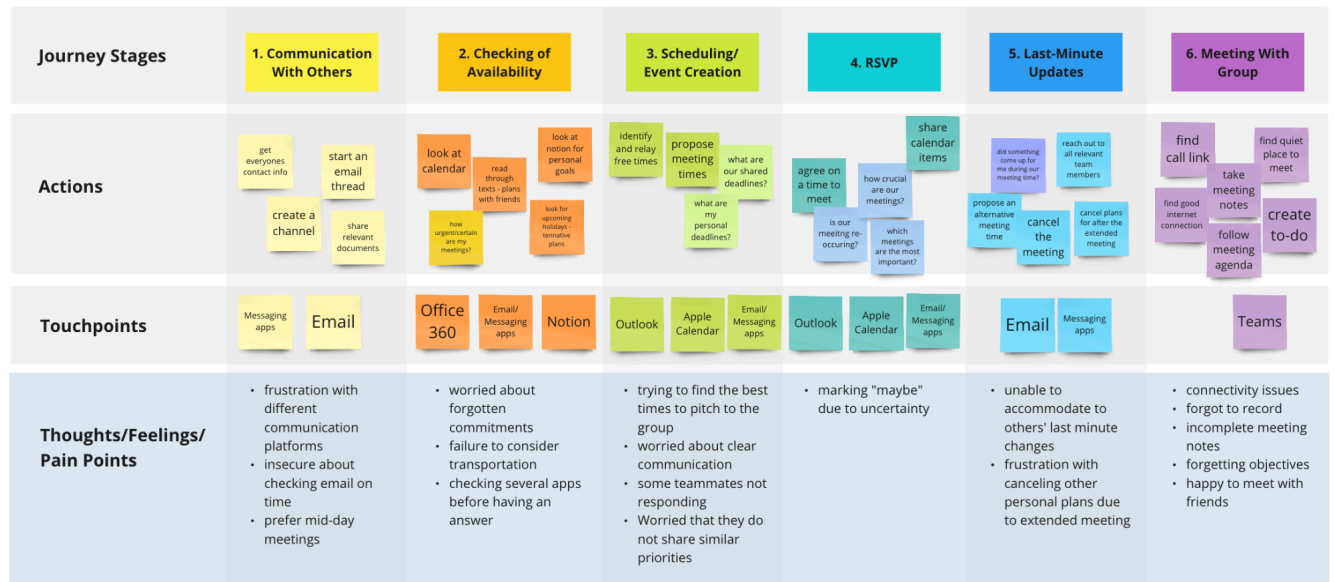 Journey Stages
1. Communication
With Others
2. Checking of
Availability
3. Scheduling/
Event Creation
4. RSVP
5. Last-Minute
Updates
6. Meeting With
Group
Actions
get
everyones
contact info
start an
email
thread
create a
channel
share
relevant
documents
look at
calendar
read
through
texts - plans
with friends
look at
notion for
personal
goals
how
urgent/certain
are my
meetings?
look for
upcoming
holidays -
tennative
plans
identify
and relay
free times
propose
meeting
times
what are
our shared
deadlines?
what are
my
personal
deadlines?
share
calendar
items
agree on
a time to
meet
how crucial
are our
meetings?
is our
meeitng re-
occuring?
which
meetings
are the most
important?
did something
come up for
me during our
meeting time?
reach out to
all relevant
team
members
propose an
alternative
meeting
time
cancel
the
meeting
cancel plans
for after the
extended
meeting
find
call link
find quiet
place to
meet
take
meeting
notes
find good
internet
connection
follow
meeting
agenda
create
to-do
Touchpoints
Messaging
apps
Email
Office
360
Email/
Messaging
apps
Notion
Outlook
Apple
Calendar
Email/
Messaging
apps
Outlook
Apple
Calendar
Email/
Messaging
apps
Email
Messaging
apps
Teams
Thoughts/Feelings/
Pain Points
• frustration with
different
communication
platforms
• insecure about
checking email on
time
• prefer mid-day
meetings
• worried about
forgotten
commitments
• failure to consider
transportation
• checking several apps
before having an
answer
• trying to find the best
times to pitch to the
group
• worried about clear
communication
• some teammates not
responding
• Worried that they do
not share similar
priorities
• marking "maybe"
due to uncertainty
• unable to
accommodate to
others' last minute
changes
• frustration with
canceling other
personal plans due
to extended meeting
• connectivity issues
• forgot to record
• incomplete meeting
notes
• forgetting objectives
• happy to meet with
friends